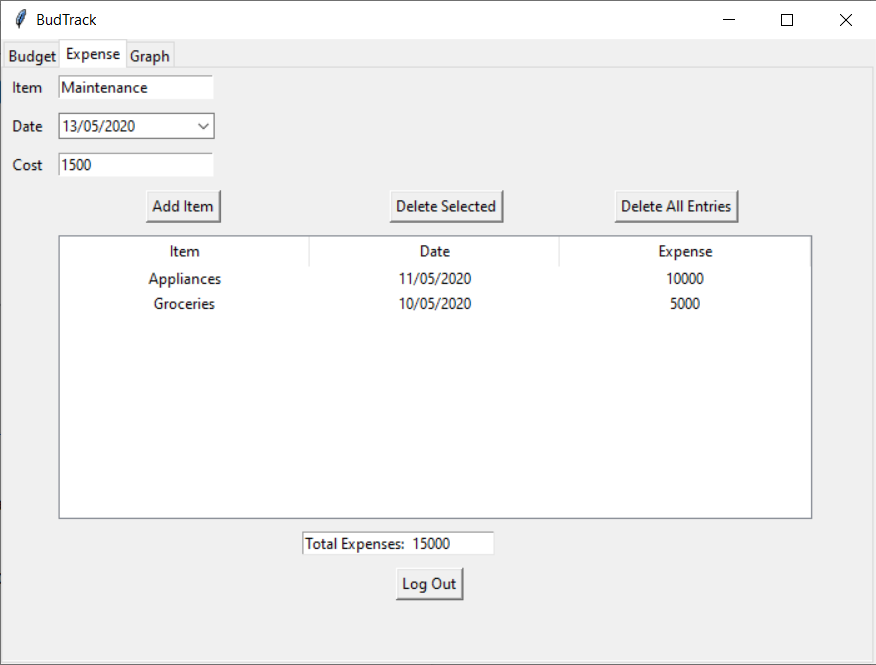 BudTrack
Budget Expense Graph
Item Maintenance
Date 13/05/2020
Cost 1500
Add Item Delete Selected Delete All Entries
Item Date Expense
Appliances 11/05/2020 10000
Groceries 10/05/2020 5000
Total Expenses: 15000
Log Out